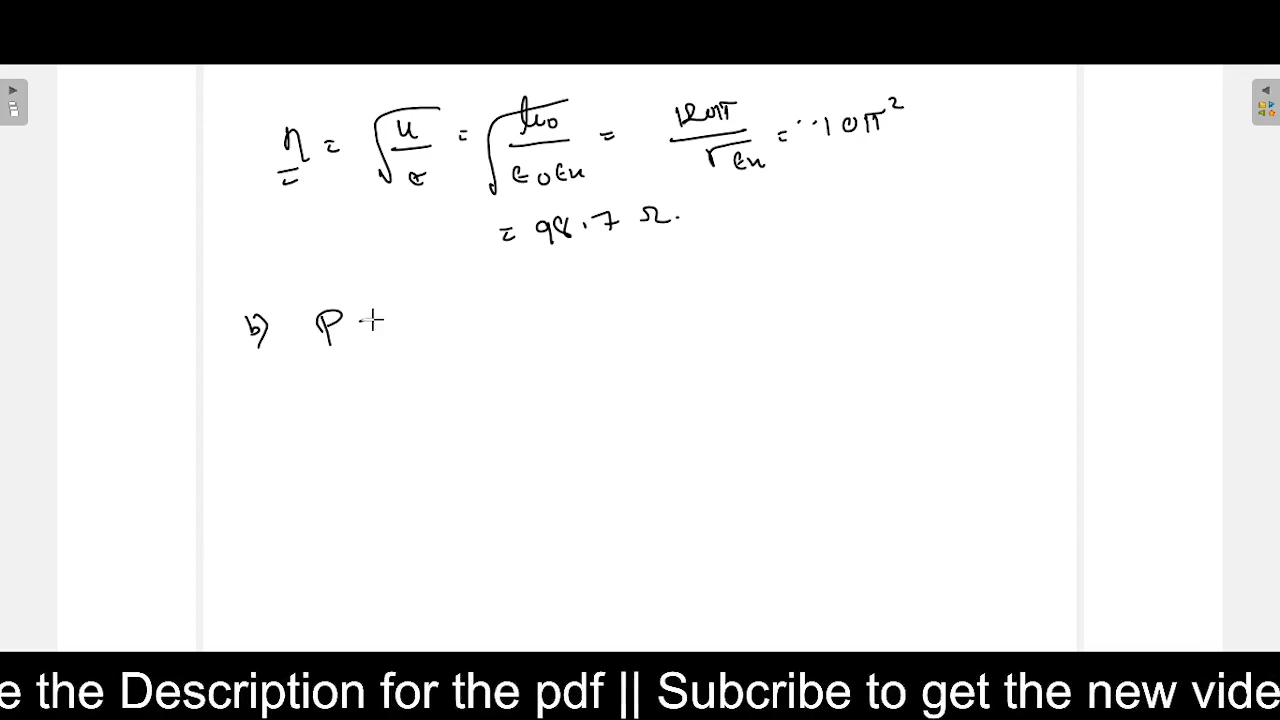 η = √(μ/ε) = √(μ₀/ε₀εᵣ) = 120π/√εᵣ = ··10π²
= 98.7 Ω.
b) P
e the Description for the pdf || Subcribe to get the new vide